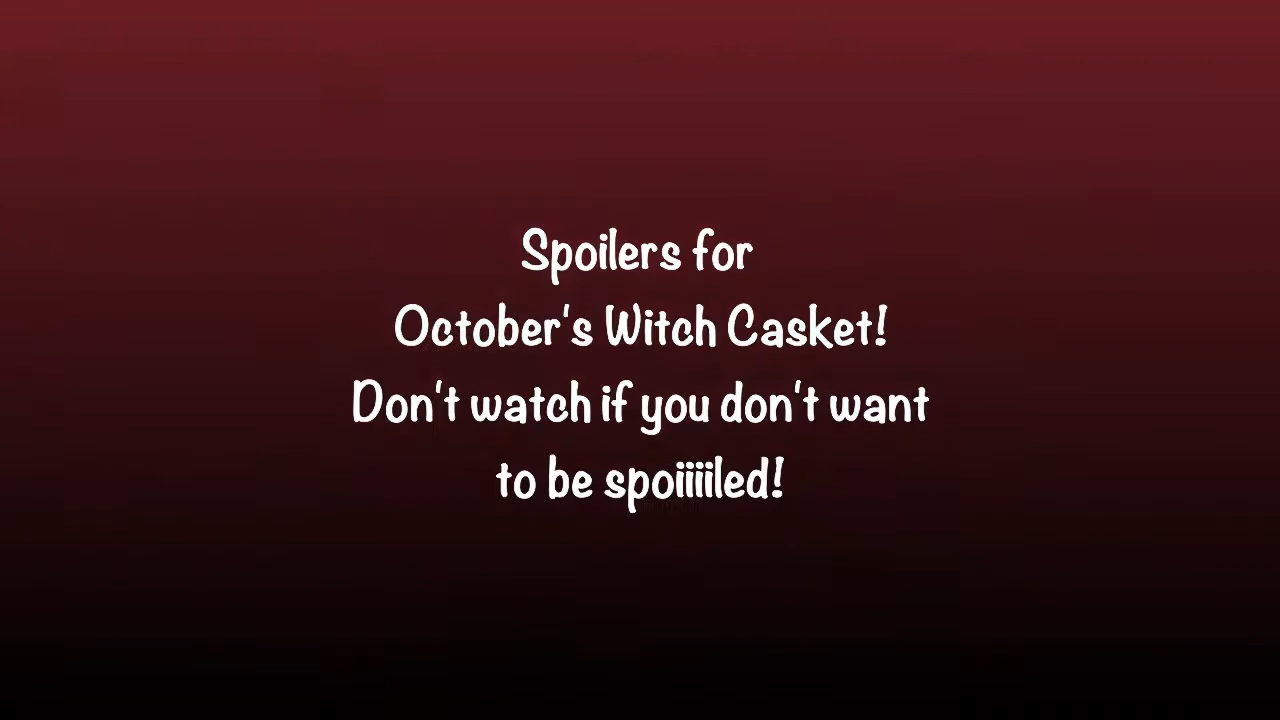 Spoilers for
October's Witch Casket!
Don't watch if you don't want
to be spoiiiiled!